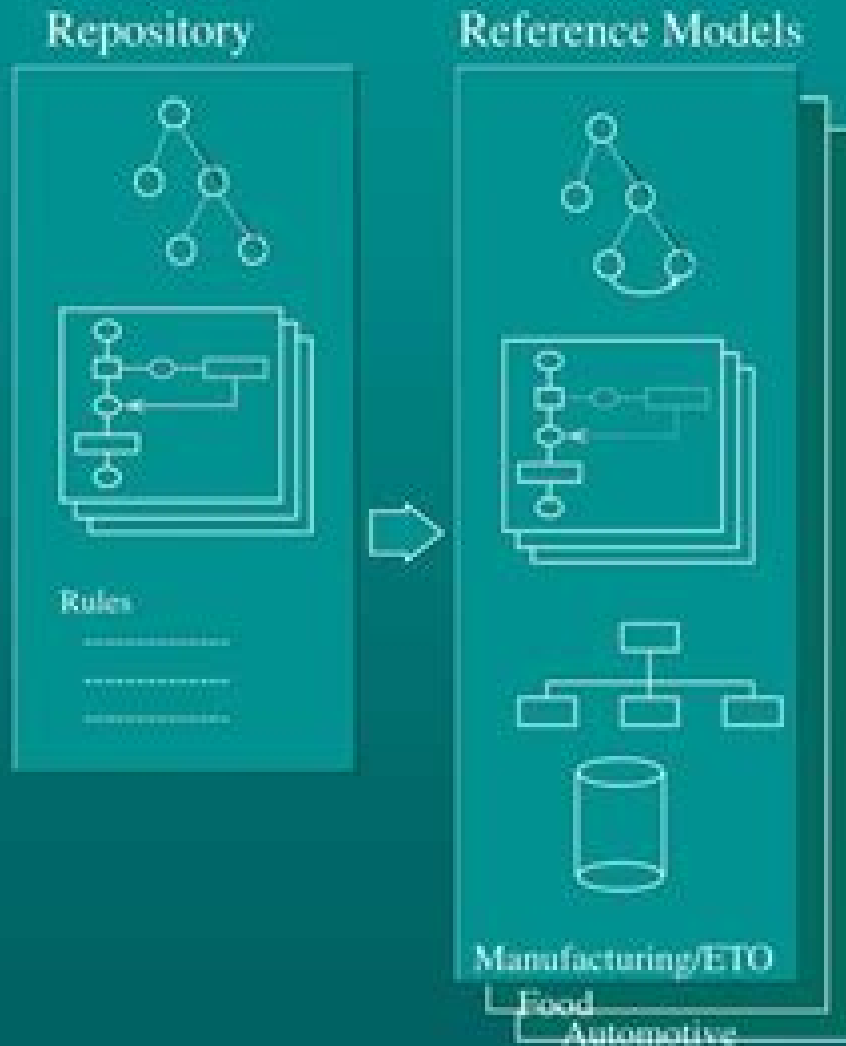 Repository
Reference Models
Rules
Manufacturing/ETO
Food
Automotive